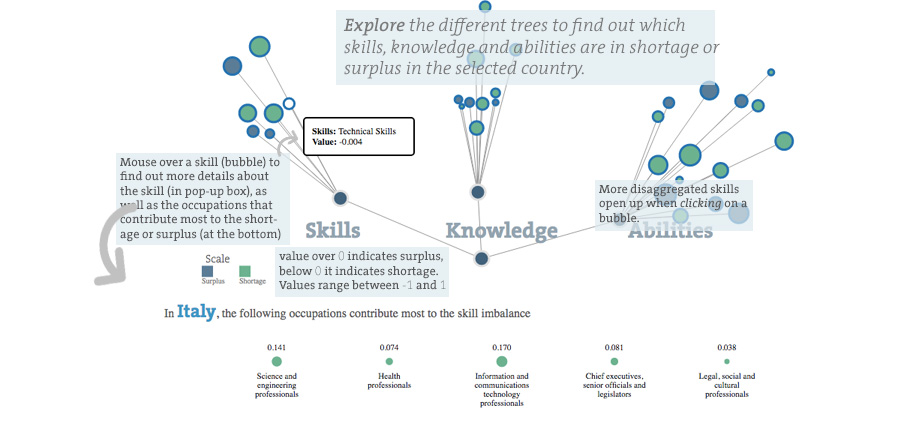 Explore the different trees to find out which
skills, knowledge and abilities are in shortage or
surplus in the selected country.
Skills: Technical Skills
Value: -0.004
Mouse over a skill (bubble) to
find out more details about
the skill (in pop-up box), as
well as the occupations that
contribute most to the short-
age or surplus (at the bottom)
More disaggregated skills
open up when clicking on a
bubble.
Skills
Knowledge
Abilities
Scale
Surplus
Shortage
value over 0 indicates surplus,
below 0 it indicates shortage.
Values range between -1 and 1
In Italy, the following occupations contribute most to the skill imbalance
0.141
Science and
engineering
professionals
0.074
Health
professionals
0.170
Information and
communications
technology
professionals
0.081
Chief executives,
senior officials and
legislators
0.038
Legal, social and
cultural
professionals